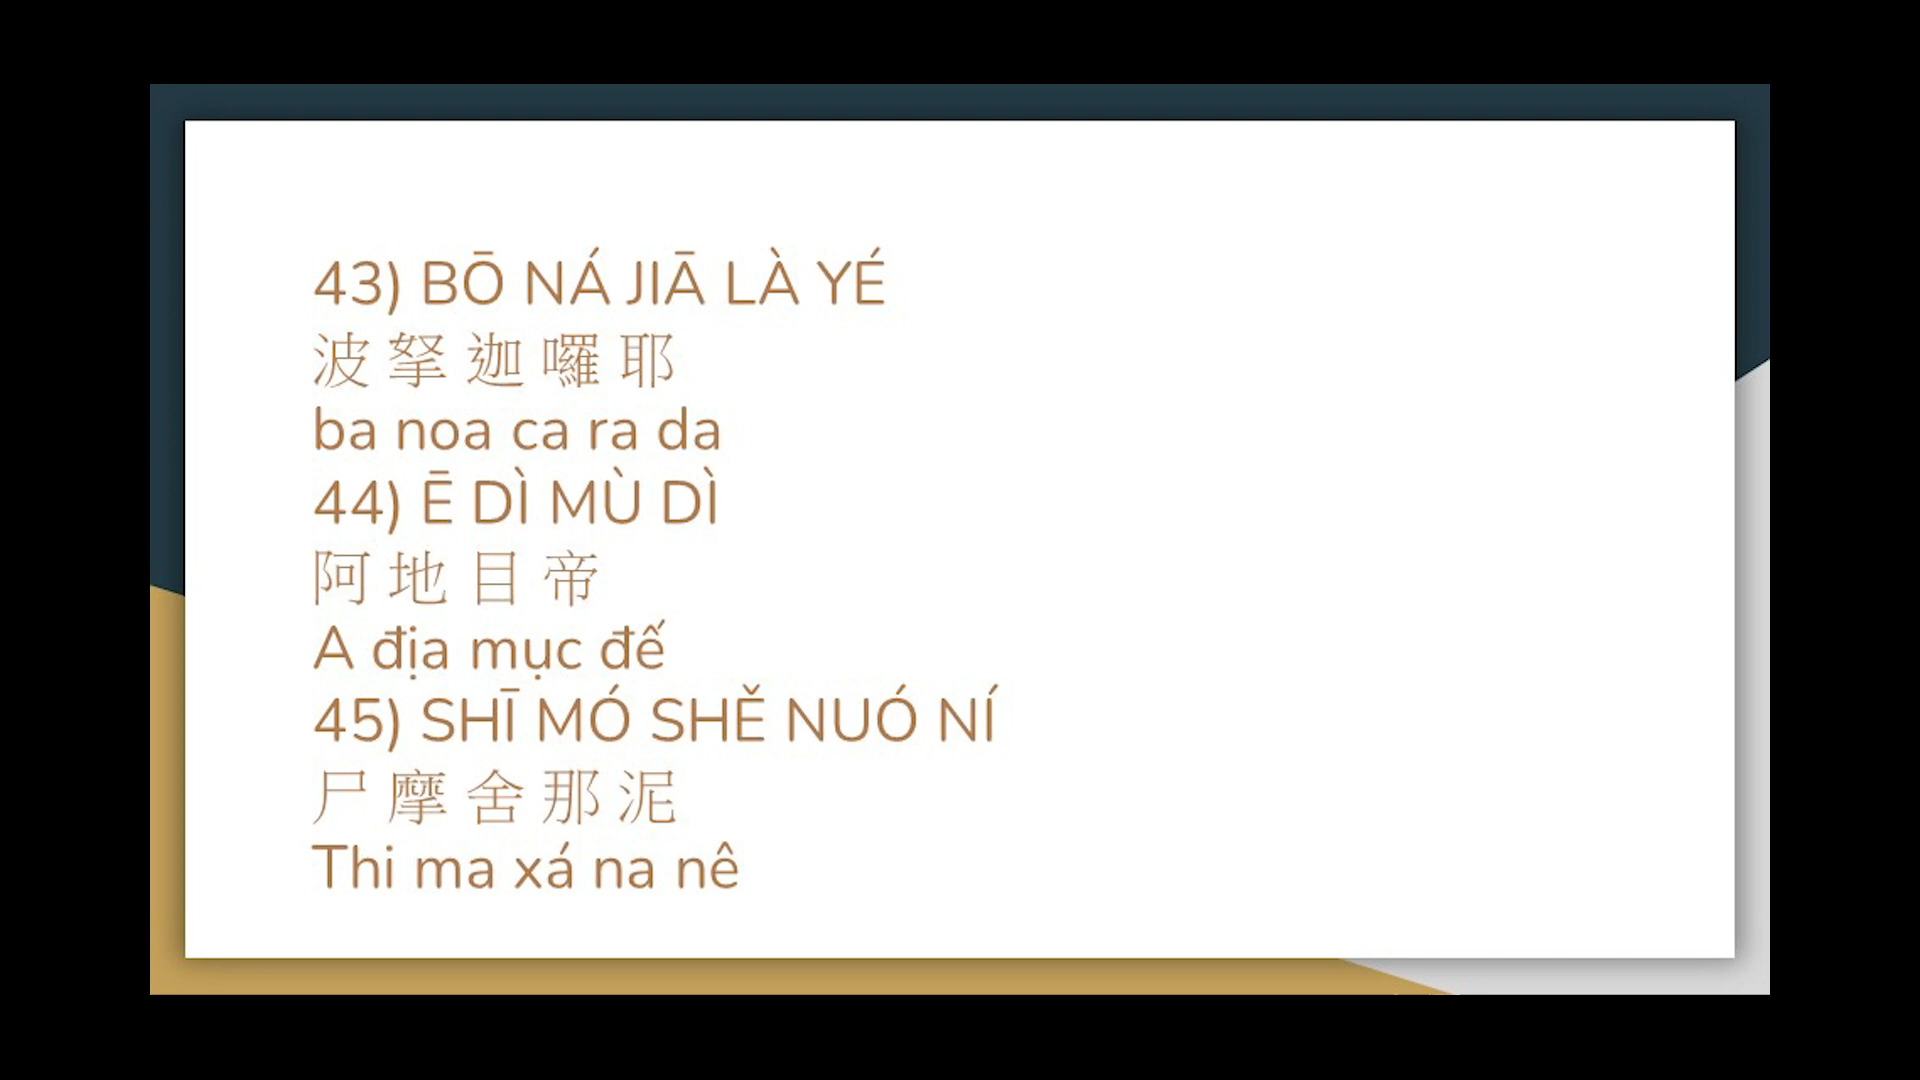 43) BŌ NÁ JIĀ LÀ YÉ
波 拏 迦 囉 耶
ba noa ca ra da
44) Ē DÌ MÙ DÌ
阿 地 目 帝
A địa mục đế
45) SHĪ MÓ SHĚ NUÓ NÍ
尸 摩 舍 那 泥
Thi ma xá na nê